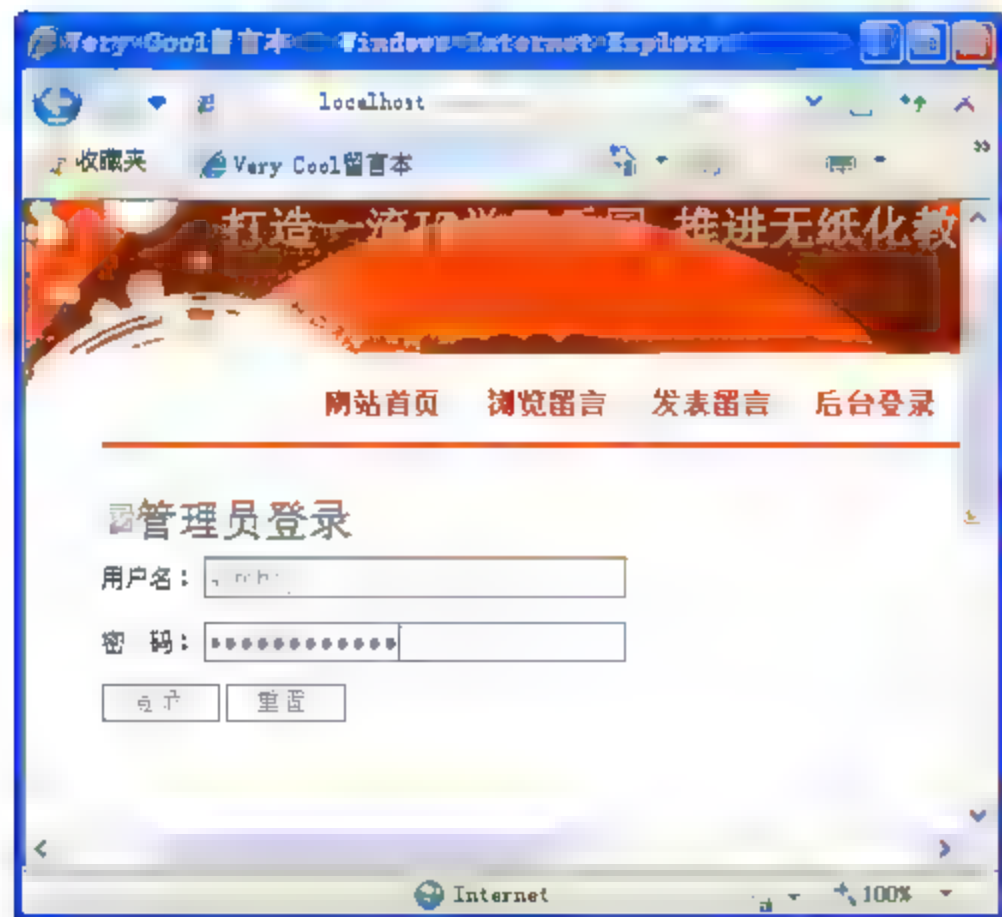 Very Cool留言本 - Windows Internet Explorer
localhost
收藏夹 Very Cool留言本
打造一流 推进无纸化教
网站首页 浏览留言 发表留言 后台登录
管理员登录
用户名:
密 码: ●●●●●●●●●●●●
重置
Internet 100%